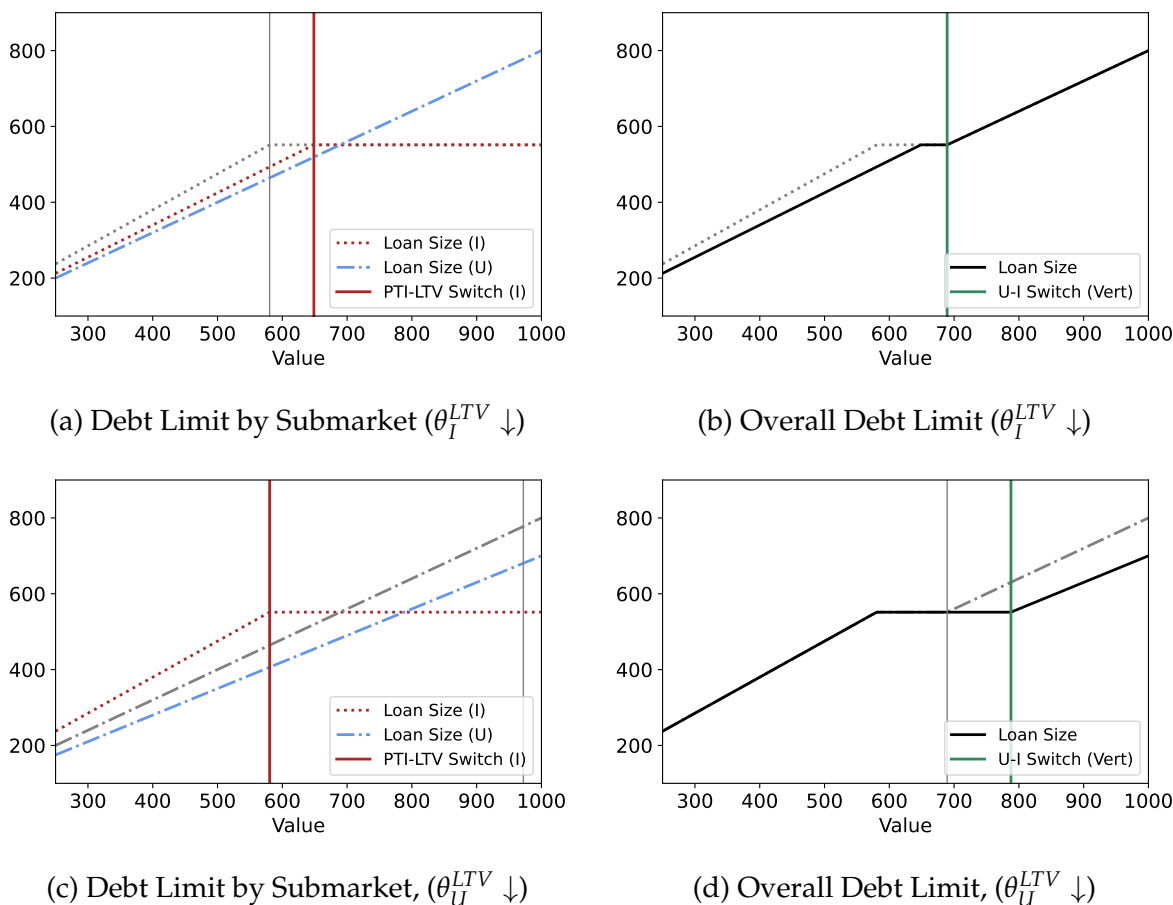 800
600
400
200
300 400 500 600 700 800 900 1000
Value
Loan Size (I)
Loan Size (U)
PTI-LTV Switch (I)
(a) Debt Limit by Submarket (θ_I^{LTV} ↓)
800
600
400
200
300 400 500 600 700 800 900 1000
Value
Loan Size
U-I Switch (Vert)
(b) Overall Debt Limit (θ_I^{LTV} ↓)
800
600
400
200
300 400 500 600 700 800 900 1000
Value
Loan Size (I)
Loan Size (U)
PTI-LTV Switch (I)
(c) Debt Limit by Submarket, (θ_U^{LTV} ↓)
800
600
400
200
300 400 500 600 700 800 900 1000
Value
Loan Size
U-I Switch (Vert)
(d) Overall Debt Limit, (θ_U^{LTV} ↓)